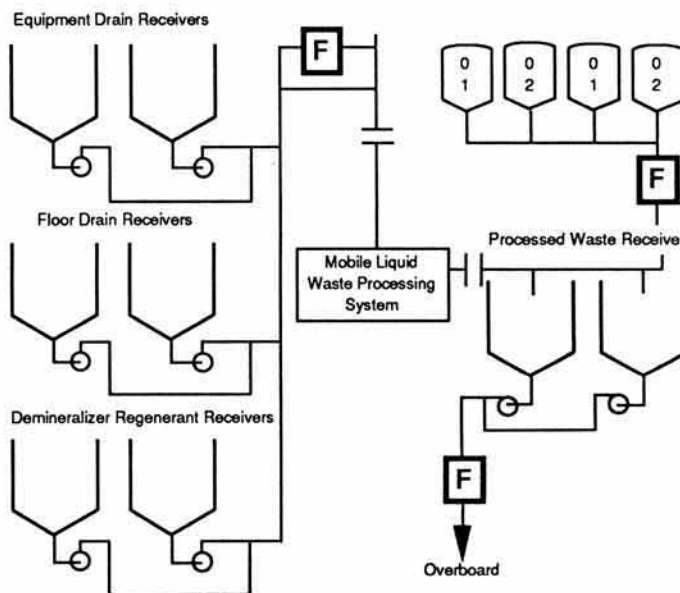 Equipment Drain Receivers
F
0 0 0 0
1 2 1 2
F
Floor Drain Receivers
Processed Waste Receive
Mobile Liquid
Waste Processing
System
Demineralizer Regenerant Receivers
F
Overboard